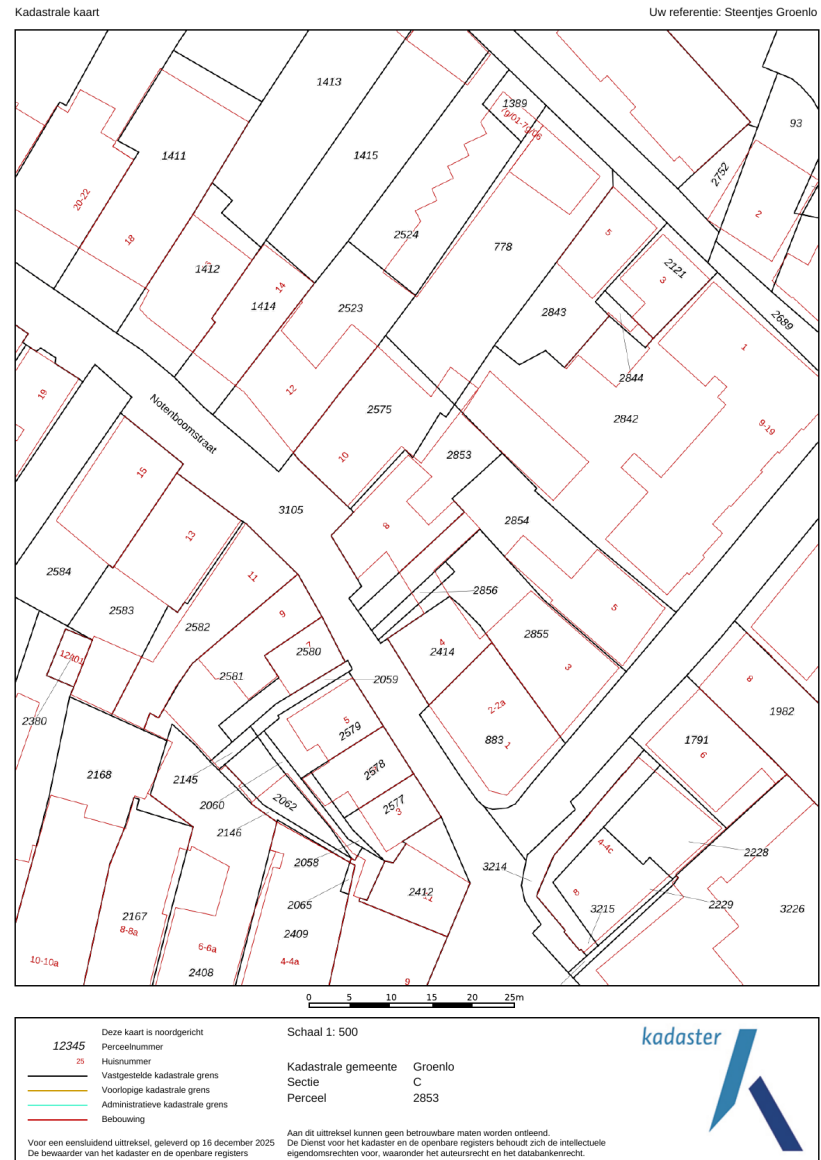 Kadastrale kaart
Uw referentie: Steentjes Groenlo
1413
1389
7g/01-7g/06
93
1411
1415
2752
20-22
2
18
2524
5
778
1412
2121
3
14
1414
2523
2843
2689
1
2844
19
12
Notenboomstraat
2575
2842
9-19
10
2853
15
3105
8
2854
13
2584
11
2856
2583
9
5
2582
4
2855
7
2580
2414
12a01
3
2581
2059
8
2-2a
2380
5
2579
1982
883
1
1791
6
2578
2168
2145
2060
2062
2577
3
2146
4-4c
2228
2058
3214
2412
11
8
2065
2229
2167
3215
3226
8-8a
2409
6-6a
10-10a
4-4a
2408
9
0 5 10 15 20 25m
Deze kaart is noordgericht
12345 Perceelnummer
25 Huisnummer
Vastgestelde kadastrale grens
Voorlopige kadastrale grens
Administratieve kadastrale grens
Bebouwing
Voor een eensluidend uittreksel, geleverd op 16 december 2025
De bewaarder van het kadaster en de openbare registers
Schaal 1: 500
Kadastrale gemeente Groenlo
Sectie C
Perceel 2853
Aan dit uittreksel kunnen geen betrouwbare maten worden ontleend.
De Dienst voor het kadaster en de openbare registers behoudt zich de intellectuele
eigendomsrechten voor, waaronder het auteursrecht en het databankenrecht.
kadaster